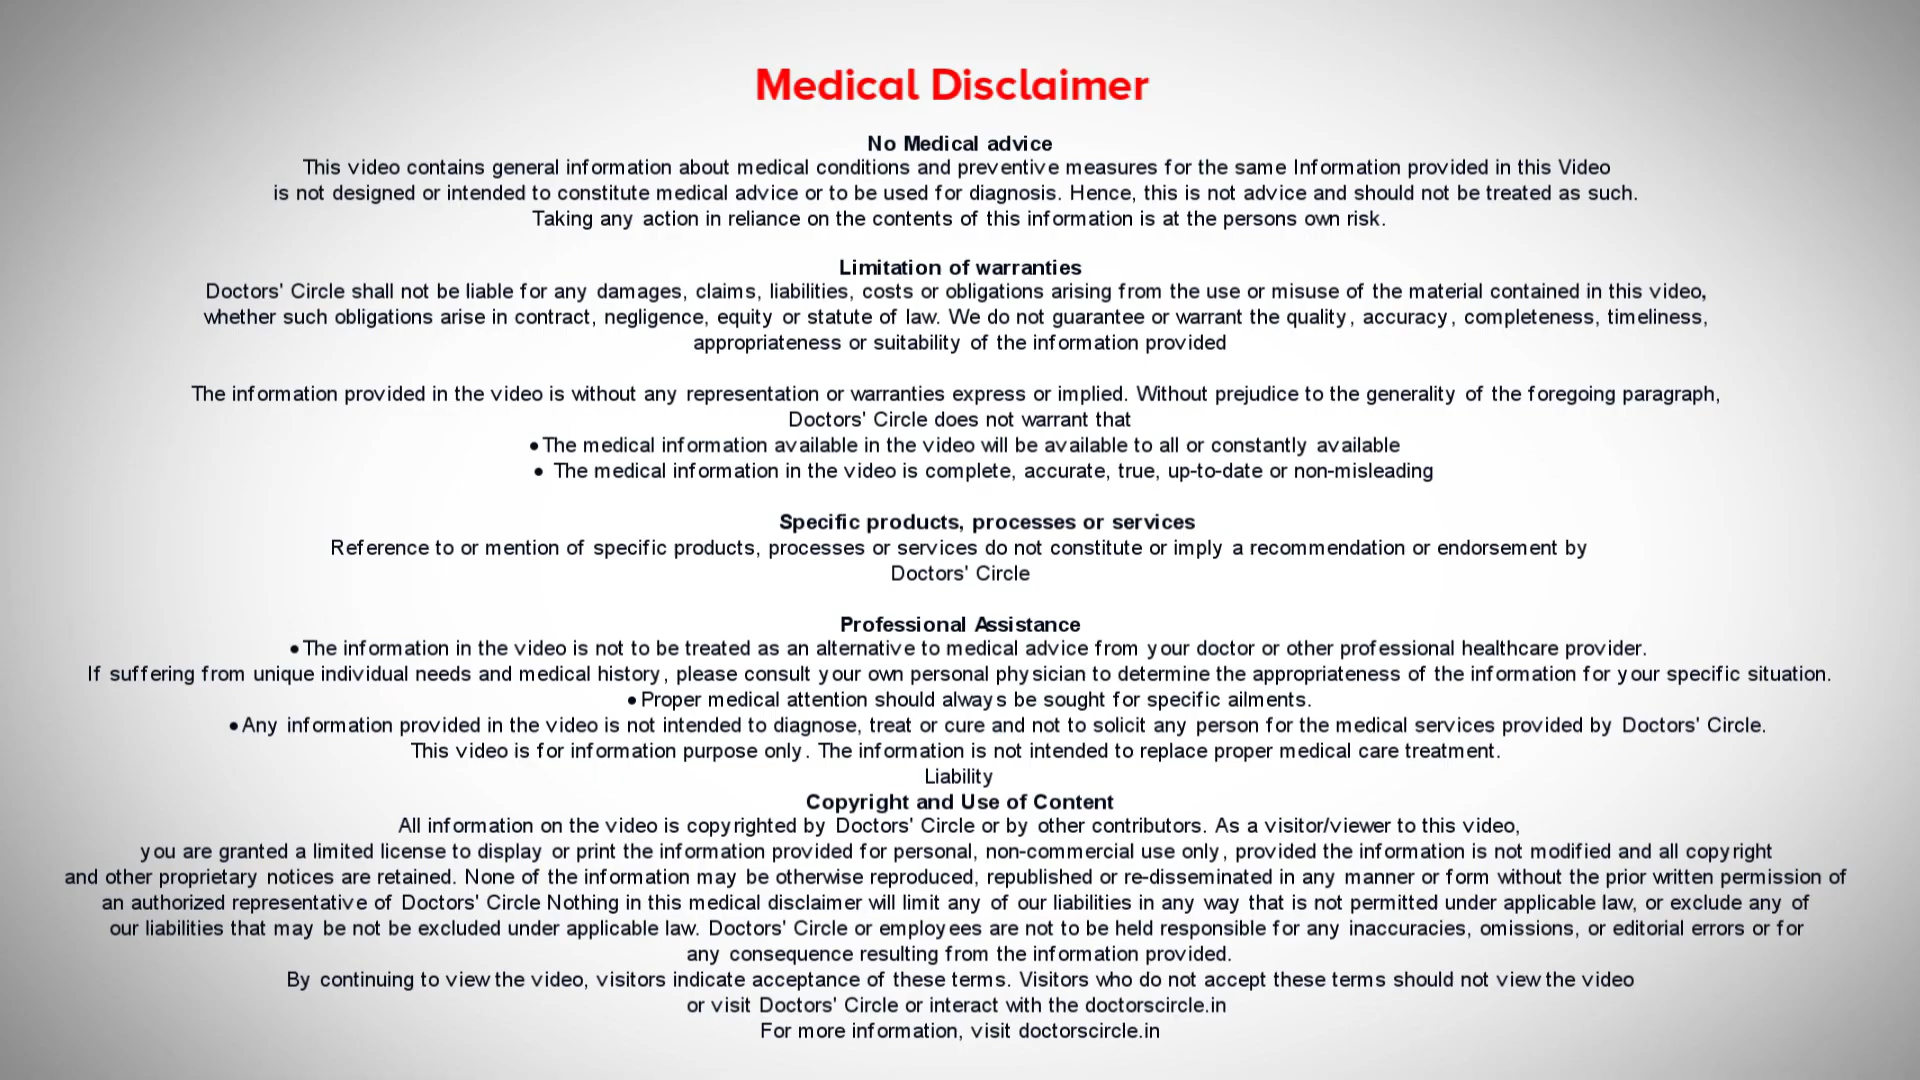 Medical Disclaimer
No Medical advice
This video contains general information about medical conditions and preventive measures for the same Information provided in this Video
is not designed or intended to constitute medical advice or to be used for diagnosis. Hence, this is not advice and should not be treated as such.
Taking any action in reliance on the contents of this information is at the persons own risk.
Limitation of warranties
Doctors' Circle shall not be liable for any damages, claims, liabilities, costs or obligations arising from the use or misuse of the material contained in this video,
whether such obligations arise in contract, negligence, equity or statute of law. We do not guarantee or warrant the quality, accuracy, completeness, timeliness,
appropriateness or suitability of the information provided
The information provided in the video is without any representation or warranties express or implied. Without prejudice to the generality of the foregoing paragraph,
Doctors' Circle does not warrant that
•The medical information available in the video will be available to all or constantly available
• The medical information in the video is complete, accurate, true, up-to-date or non-misleading
Specific products, processes or services
Reference to or mention of specific products, processes or services do not constitute or imply a recommendation or endorsement by
Doctors' Circle
Professional Assistance
•The information in the video is not to be treated as an alternative to medical advice from your doctor or other professional healthcare provider.
If suffering from unique individual needs and medical history, please consult your own personal physician to determine the appropriateness of the information for your specific situation.
•Proper medical attention should always be sought for specific ailments.
•Any information provided in the video is not intended to diagnose, treat or cure and not to solicit any person for the medical services provided by Doctors' Circle.
This video is for information purpose only. The information is not intended to replace proper medical care treatment.
Liability
Copyright and Use of Content
All information on the video is copyrighted by Doctors' Circle or by other contributors. As a visitor/viewer to this video,
you are granted a limited license to display or print the information provided for personal, non-commercial use only, provided the information is not modified and all copyright
and other proprietary notices are retained. None of the information may be otherwise reproduced, republished or re-disseminated in any manner or form without the prior written permission of
an authorized representative of Doctors' Circle Nothing in this medical disclaimer will limit any of our liabilities in any way that is not permitted under applicable law, or exclude any of
our liabilities that may be not be excluded under applicable law. Doctors' Circle or employees are not to be held responsible for any inaccuracies, omissions, or editorial errors or for
any consequence resulting from the information provided.
By continuing to view the video, visitors indicate acceptance of these terms. Visitors who do not accept these terms should not view the video
or visit Doctors' Circle or interact with the doctorscircle.in
For more information, visit doctorscircle.in